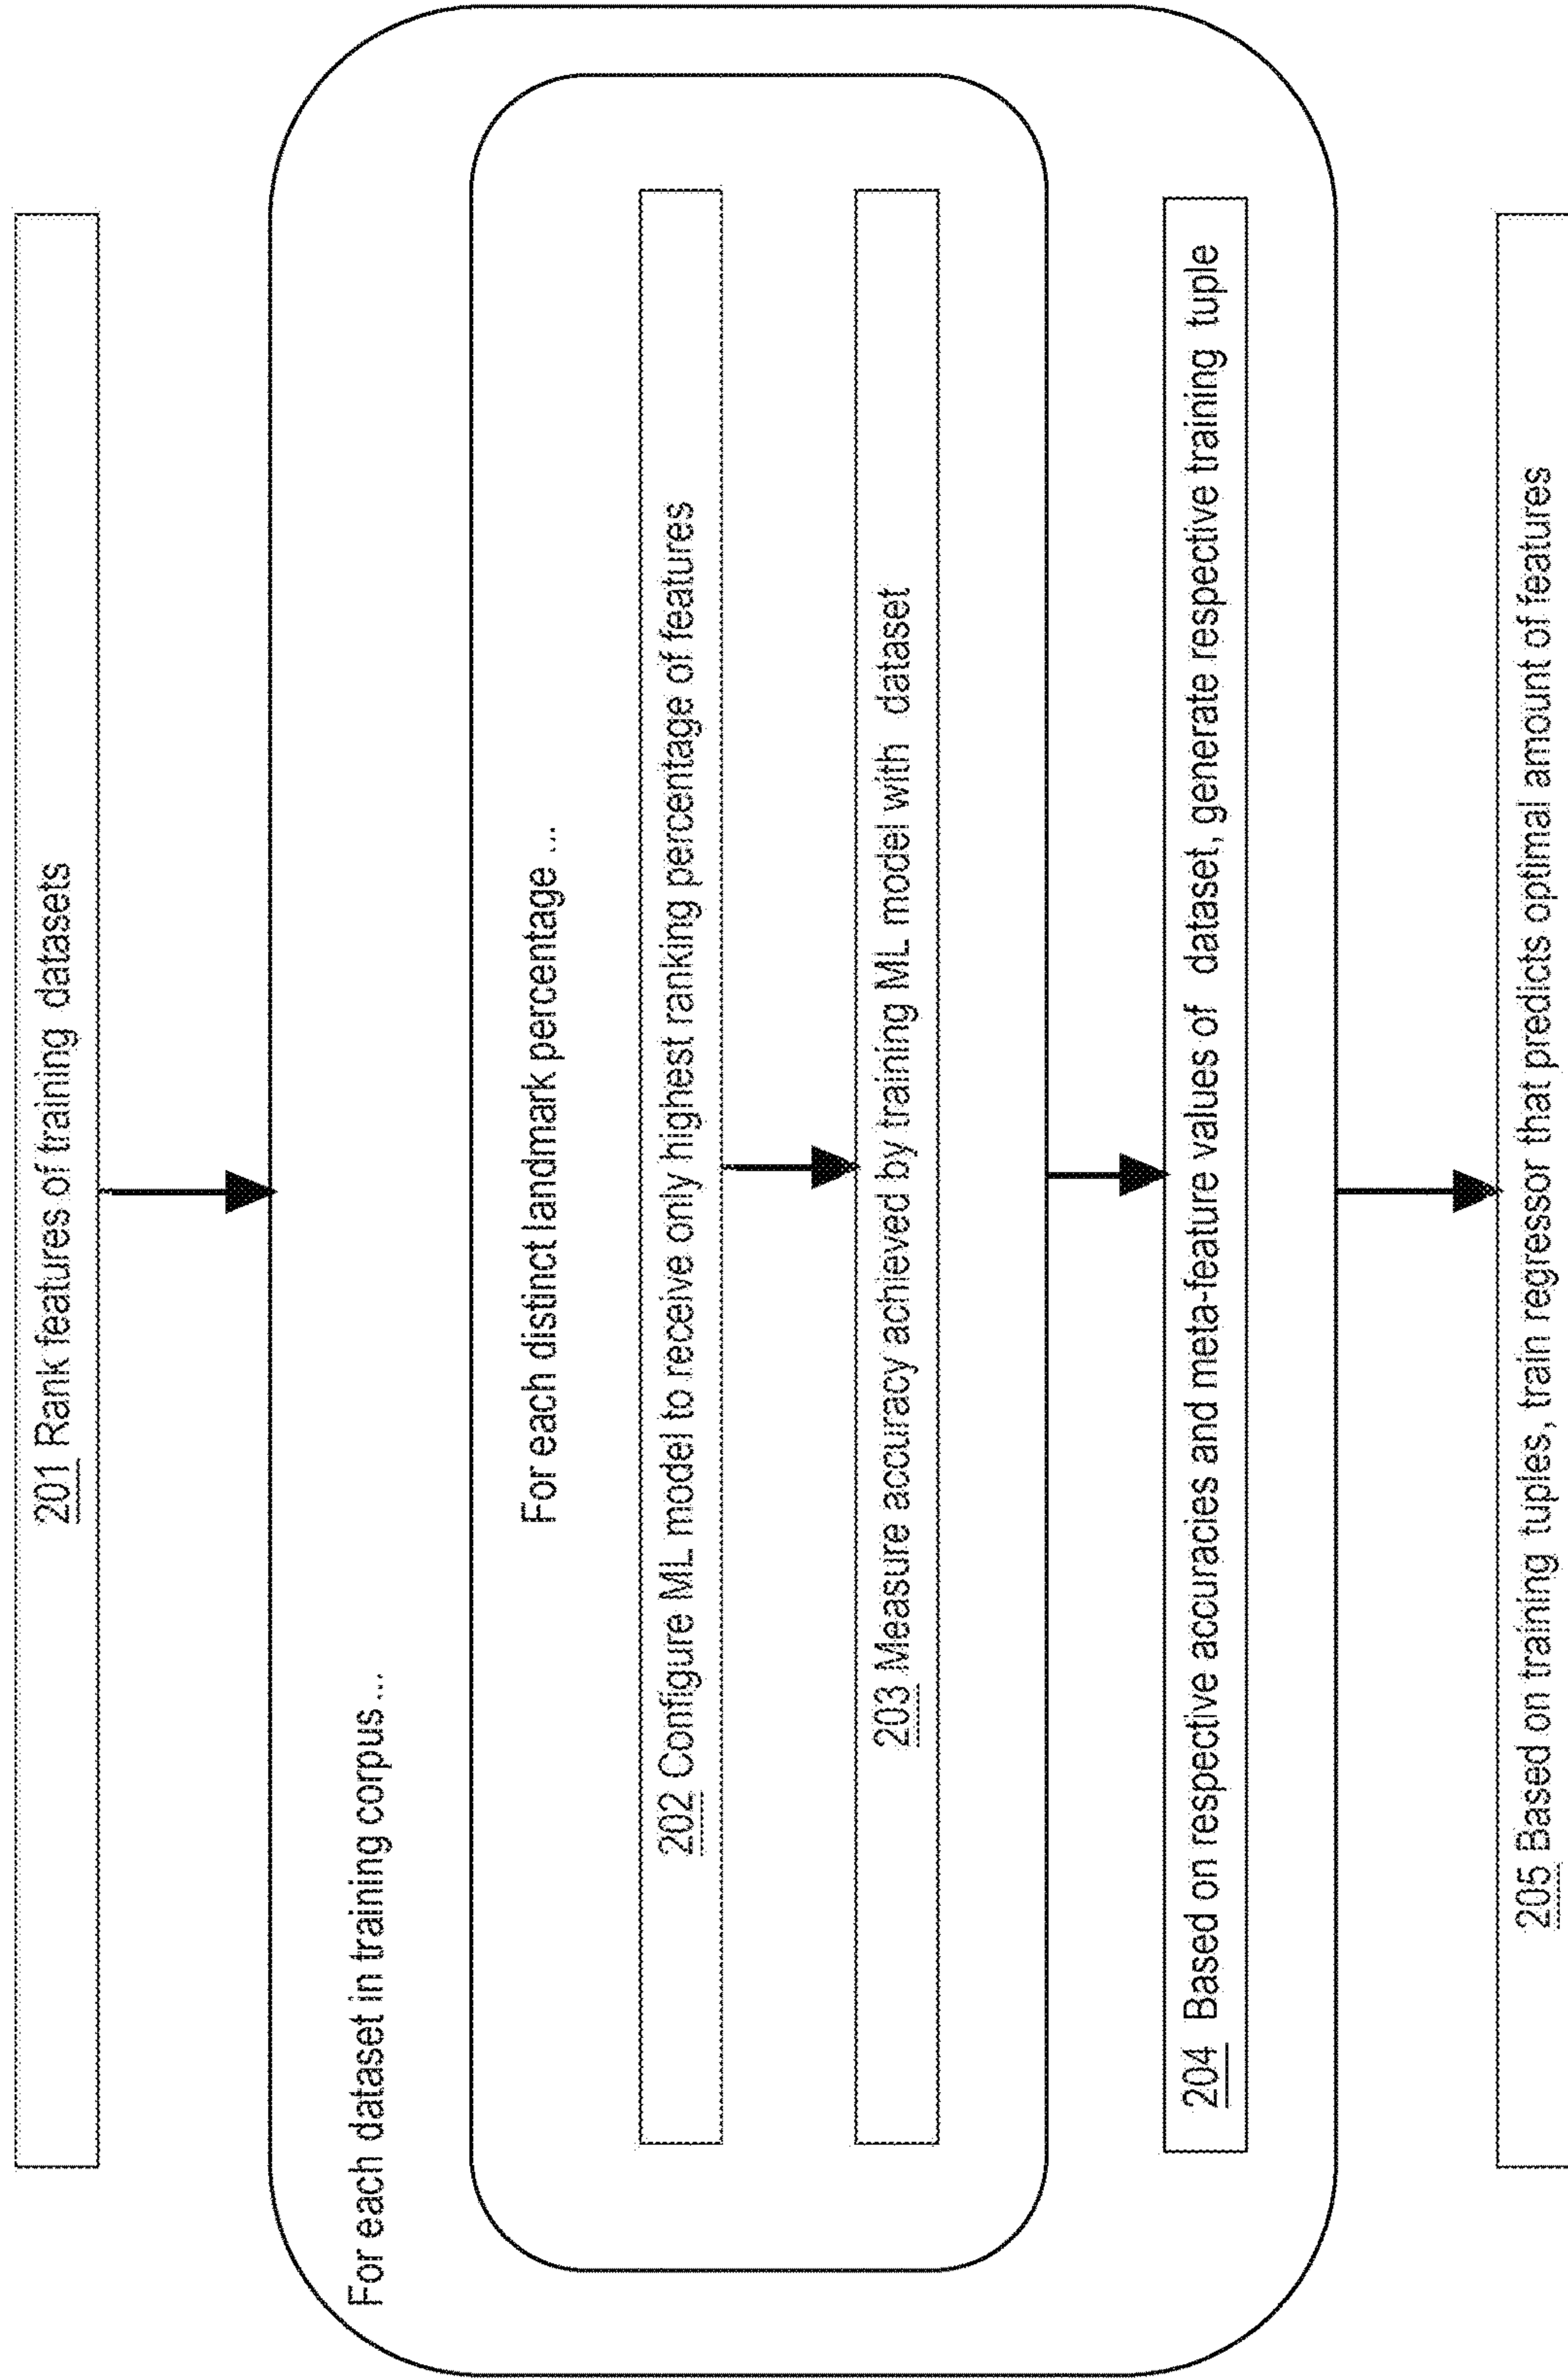 201 Rank features of training datasets
For each dataset in training corpus...
For each distinct landmark percentage ...
202 Configure ML model to receive only highest ranking percentage of features
203 Measure accuracy achieved by training ML model with dataset
204 Based on respective accuracies and meta-feature values of dataset, generate respective training tuple
205 Based on training tuples, train regressor that predicts optimal amount of features